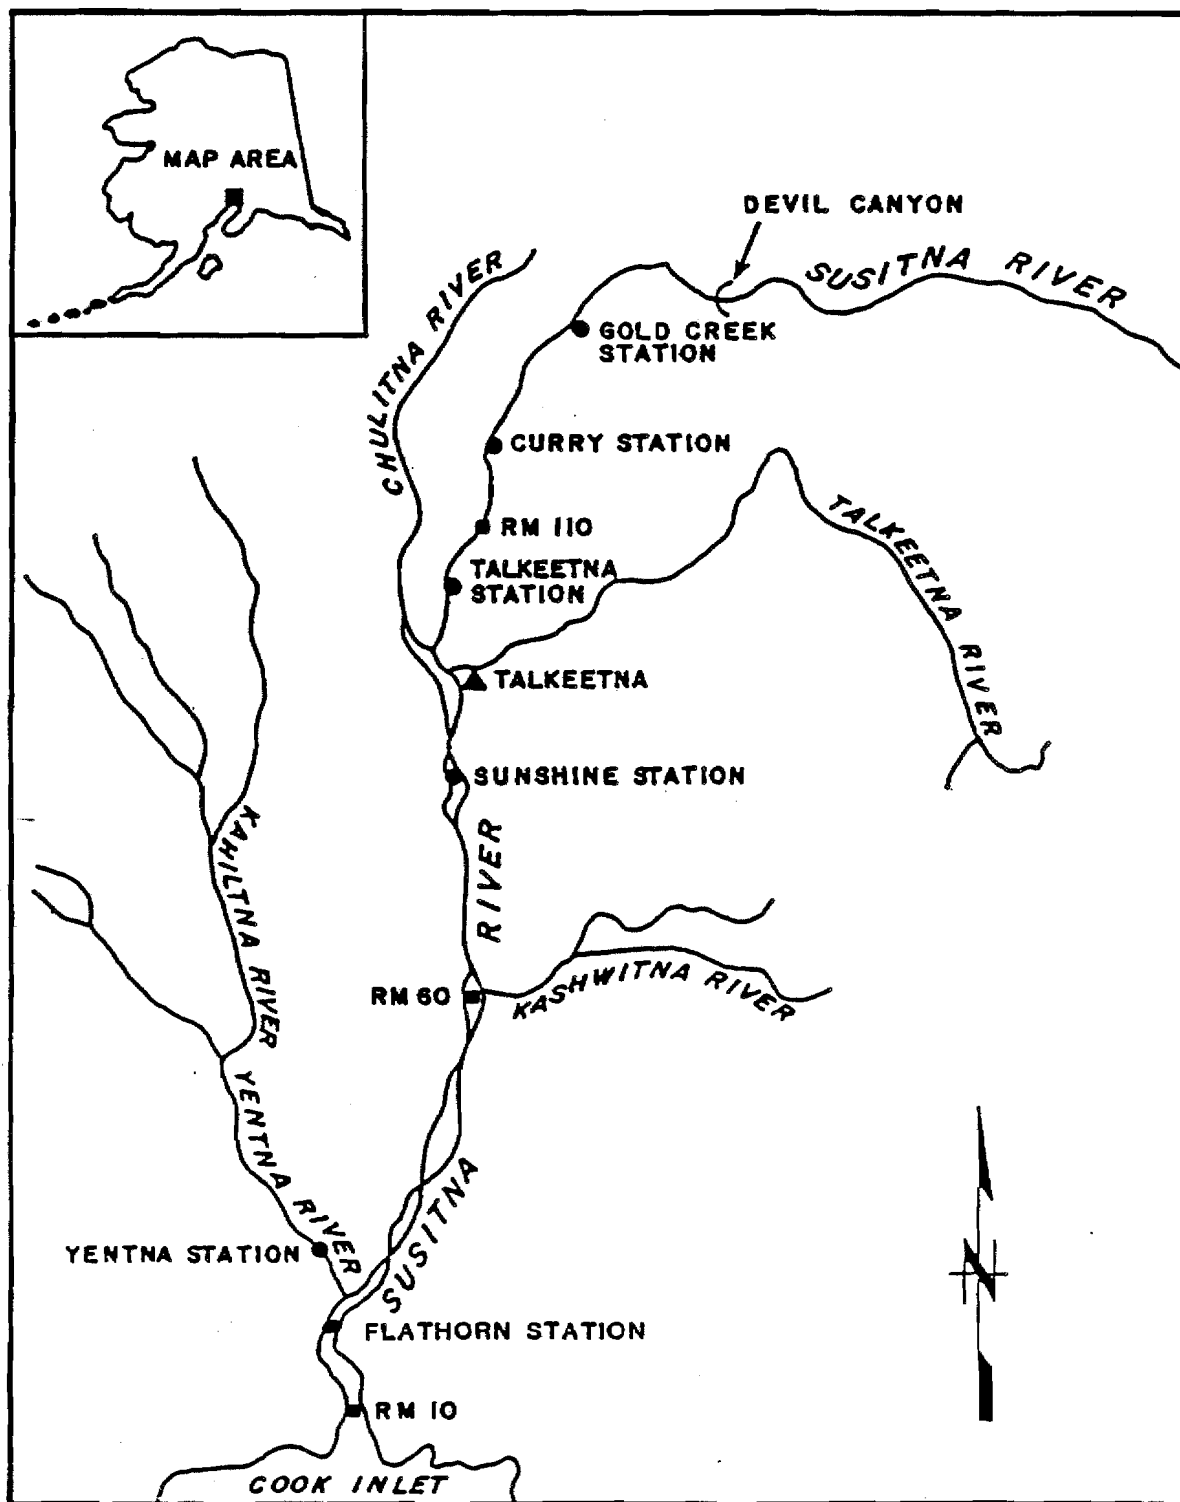 MAP AREA
DEVIL CANYON
SUSITNA RIVER
CHULITNA RIVER
GOLD CREEK
STATION
CURRY STATION
TALKEETNA RIVER
RM 110
TALKEETNA
STATION
TALKEETNA
SUNSHINE STATION
KAHILTNA RIVER
RIVER
RM 60
KASHWITNA RIVER
YENTNA RIVER
SUSITNA
YENTNA STATION
N
FLATHORN STATION
RM 10
COOK INLET